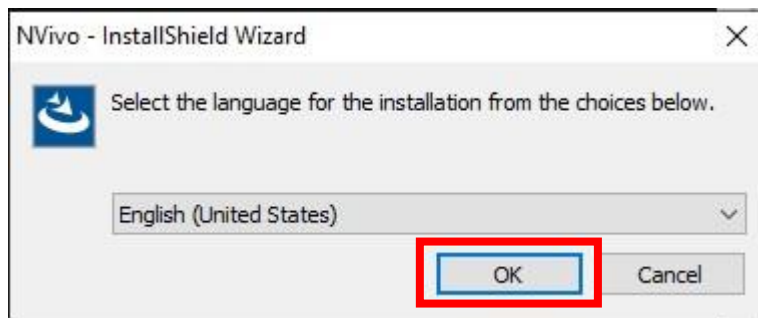 NVivo - InstallShield Wizard
Select the language for the installation from the choices below.
English (United States)
OK Cancel